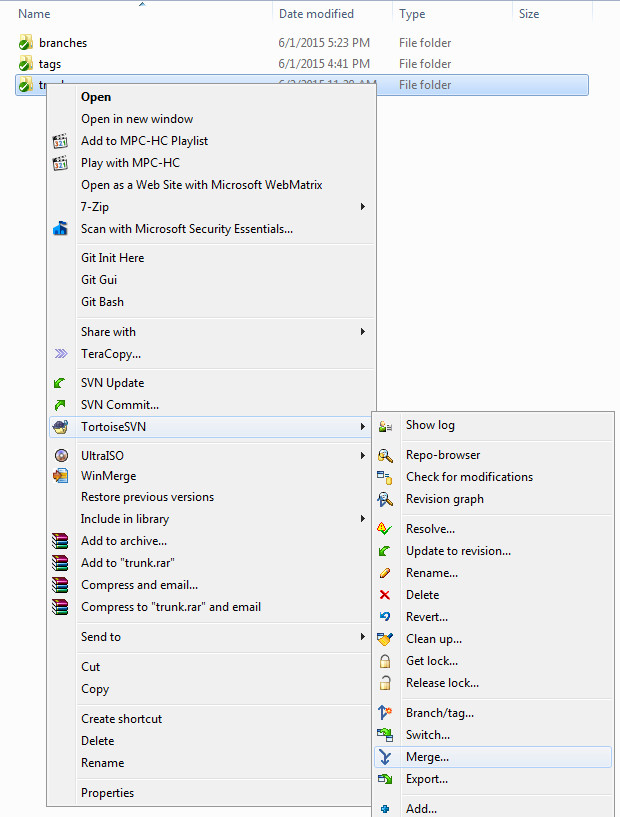 Name Date modified Type Size
branches 6/1/2015 5:23 PM File folder
tags 6/1/2015 4:41 PM File folder
File folder
Open
Open in new window
Add to MPC-HC Playlist
Play with MPC-HC
Open as a Web Site with Microsoft WebMatrix
7-Zip
Scan with Microsoft Security Essentials...
Git Init Here
Git Gui
Git Bash
Share with
TeraCopy...
SVN Update
SVN Commit...
TortoiseSVN
UltraISO
WinMerge
Restore previous versions
Include in library
Add to archive...
Add to "trunk.rar"
Compress and email...
Compress to "trunk.rar" and email
Send to
Cut
Copy
Create shortcut
Delete
Rename
Properties
Show log
Repo-browser
Check for modifications
Revision graph
Resolve...
Update to revision...
Rename...
Delete
Revert...
Clean up...
Get lock...
Release lock...
Branch/tag...
Switch...
Merge...
Export...
Add...